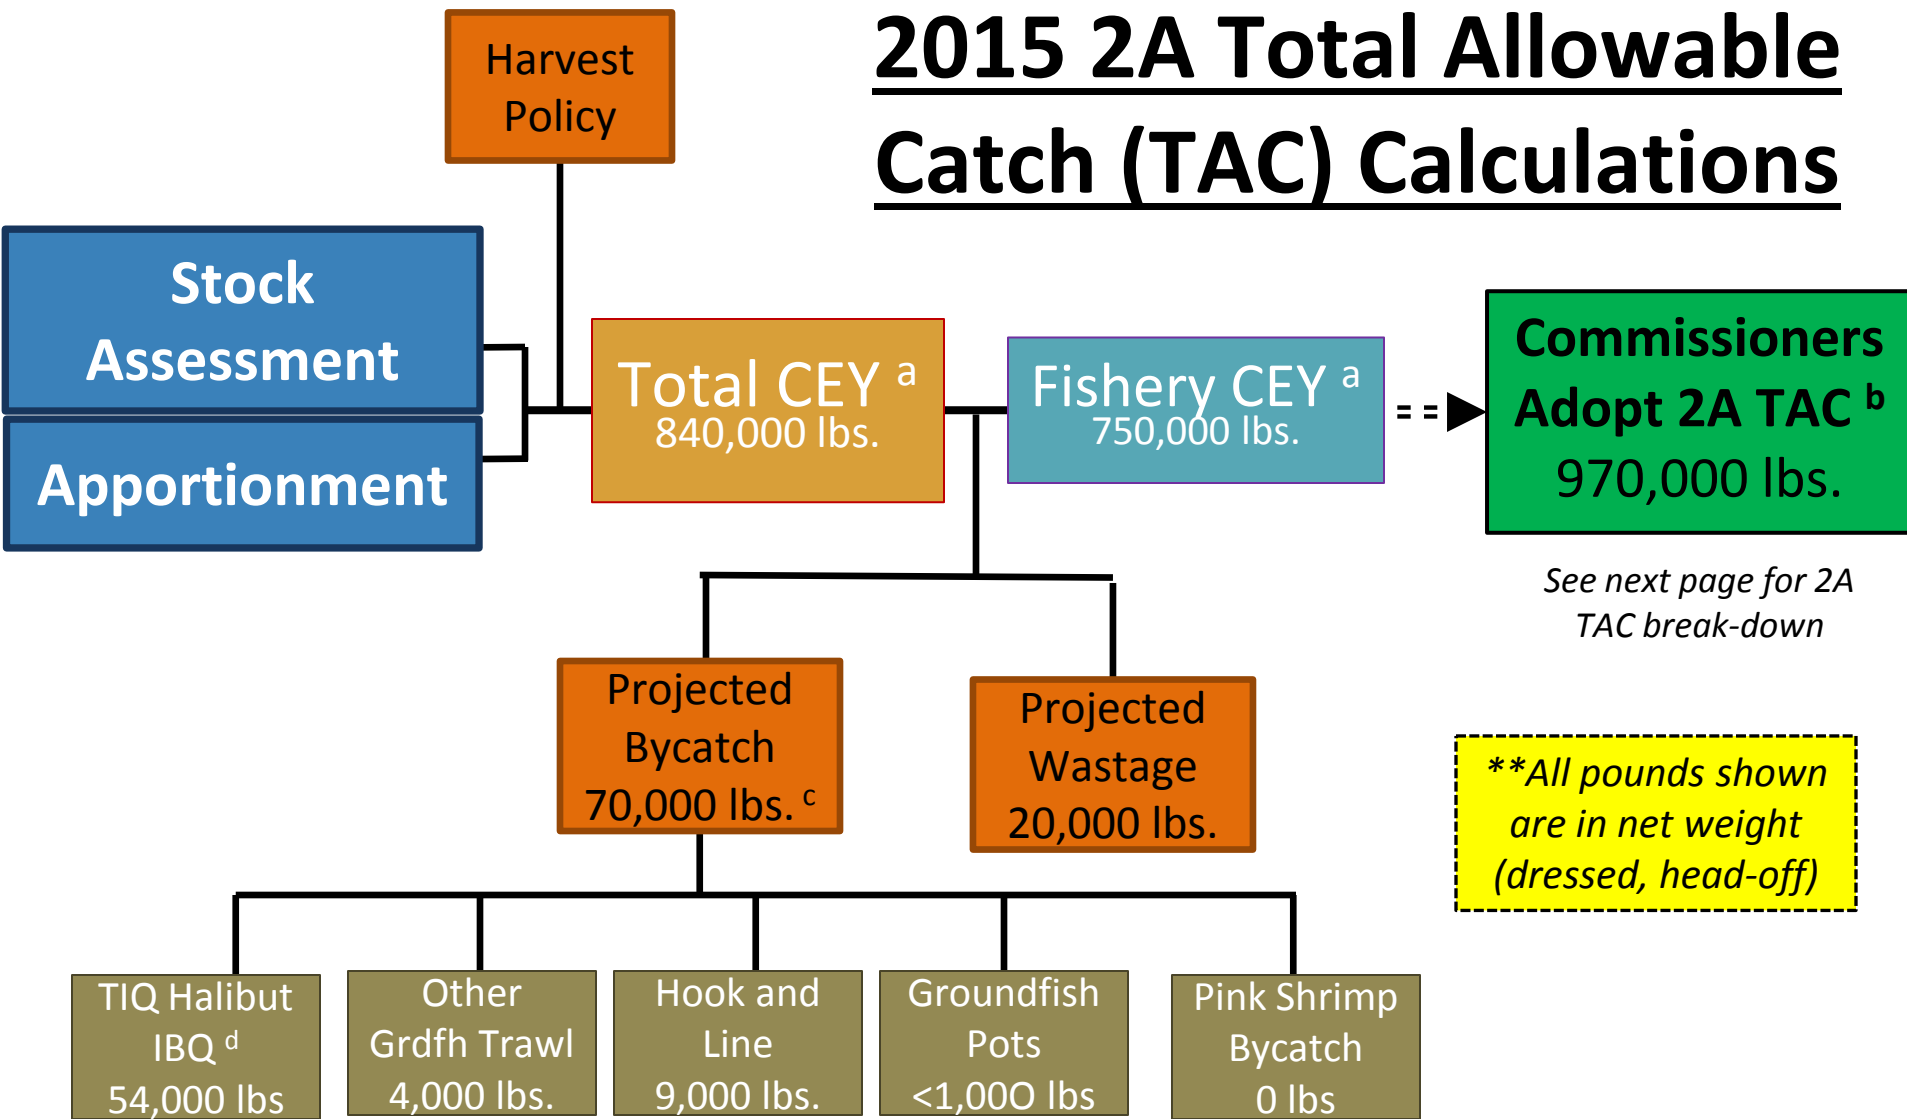 2015 2A Total Allowable
Catch (TAC) Calculations
Harvest
Policy
Stock
Assessment
Apportionment
Total CEY a
840,000 lbs.
Fishery CEY a
750,000 lbs.
==
Commissioners
Adopt 2A TAC b
970,000 lbs.
See next page for 2A
TAC break-down
Projected
Bycatch
70,000 lbs. c
Projected
Wastage
20,000 lbs.
**All pounds shown
are in net weight
(dressed, head-off)
TIQ Halibut
IBQ d
54,000 lbs
Other
Grdfh Trawl
4,000 lbs.
Hook and
Line
9,000 lbs.
Groundfish
Pots
<1,00O lbs
Pink Shrimp
Bycatch
0 lbs